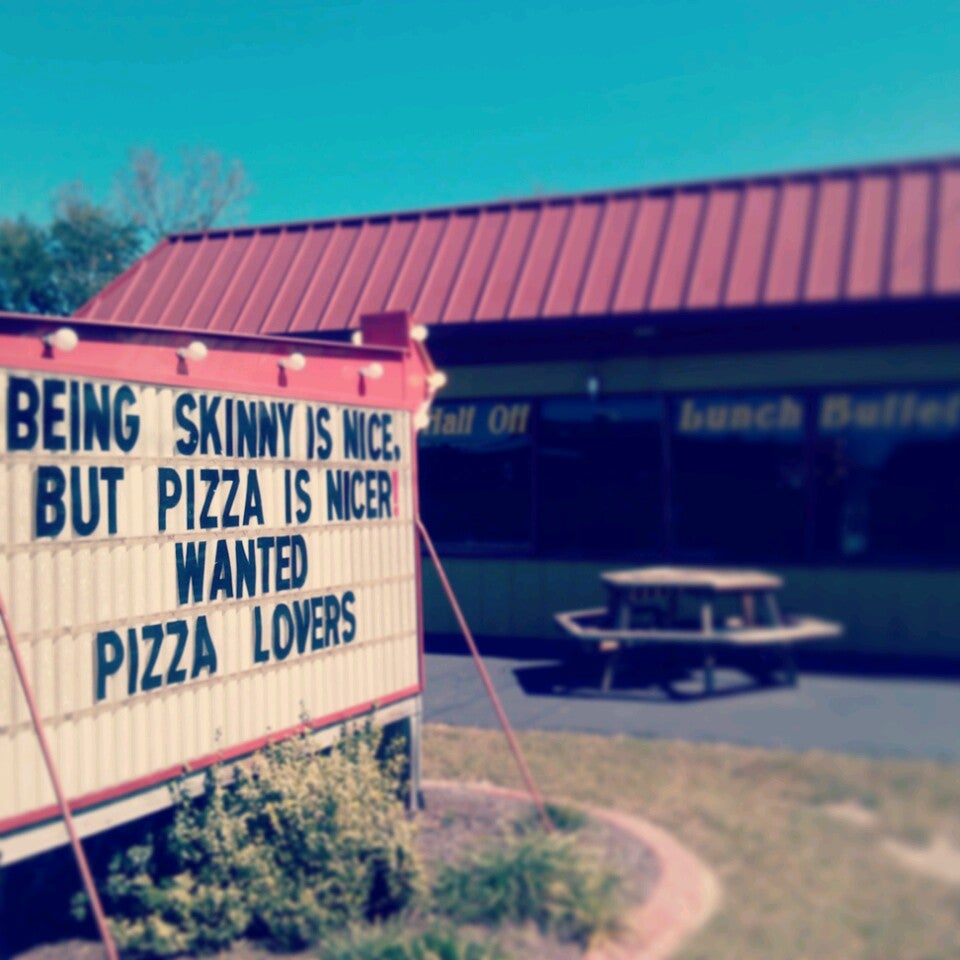 BEING SKINNY IS NICE.
BUT PIZZA IS NICER!
WANTED
PIZZA LOVERS
Half Off
Lunch Buffet